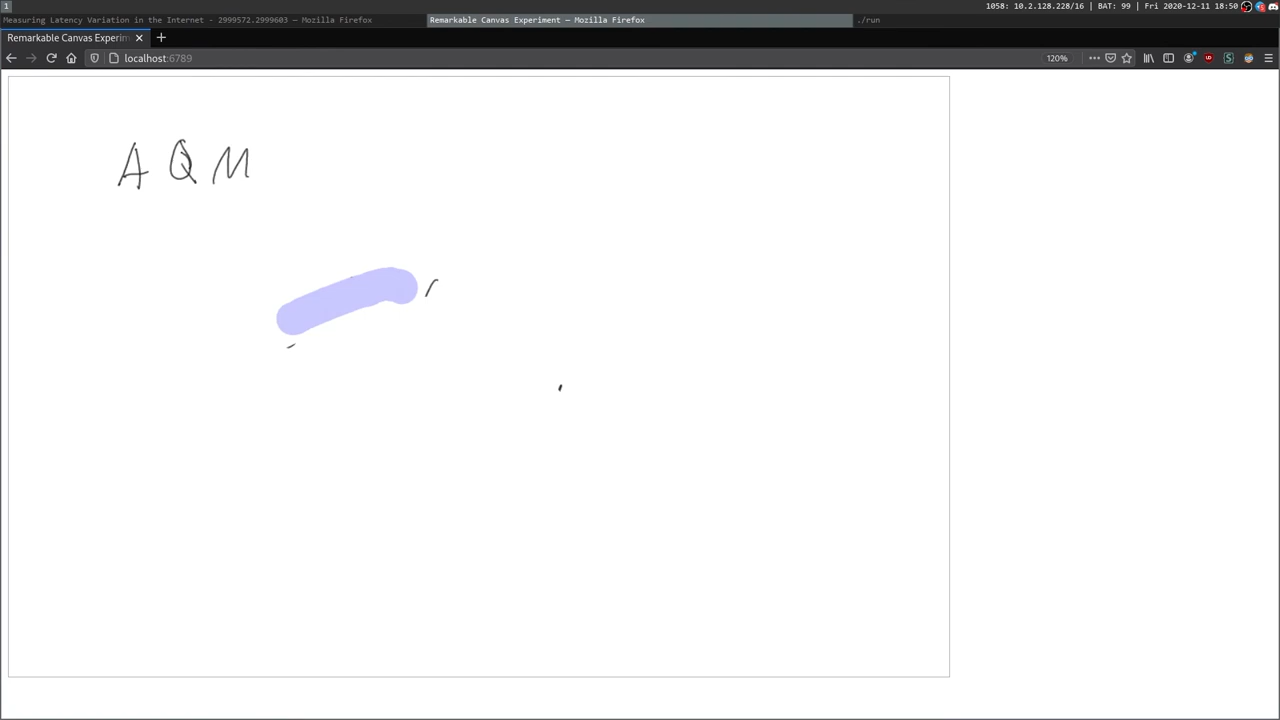 1
1058: 10.2.128.228/16 | BAT: 99 | Fri 2020-12-11 18:50
Measuring Latency Variation in the Internet - 2999572.2999603 — Mozilla Firefox
Remarkable Canvas Experiment — Mozilla Firefox
./run
Remarkable Canvas Experim
localhost:6789
120%
A Q M